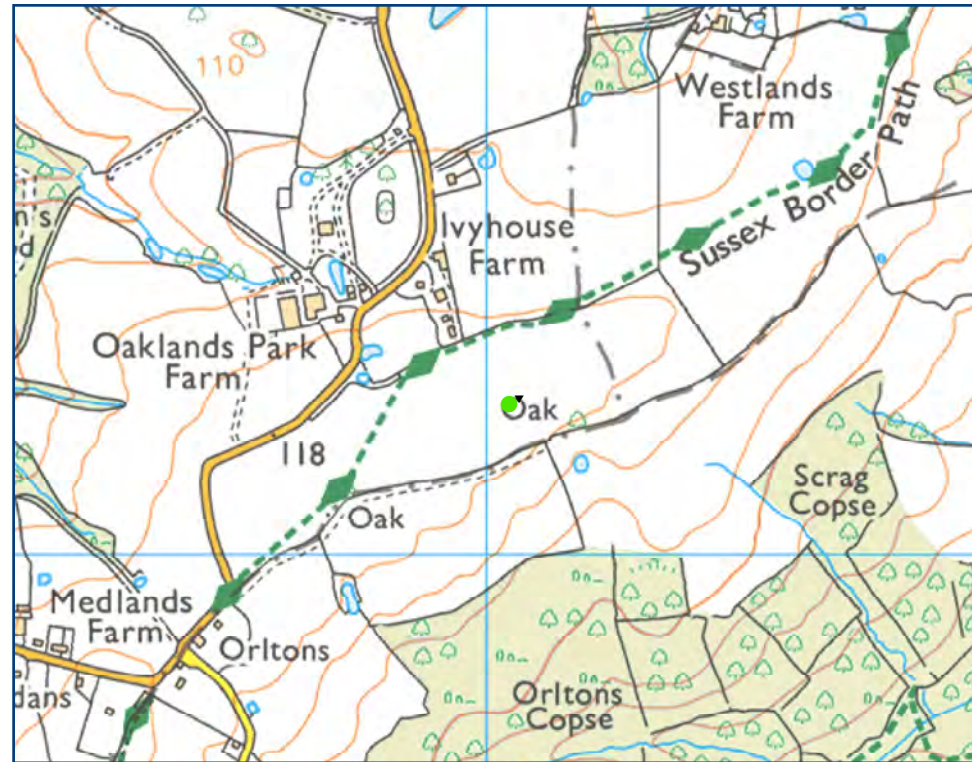 110
Westlands
Farm
Sussex Border Path
n's
d
Ivyhouse
Farm
Oaklands Park
Farm
Oak
118
Scrag
Copse
Oak
Medlands
Farm
Orltons
dans
Orltons
Copse